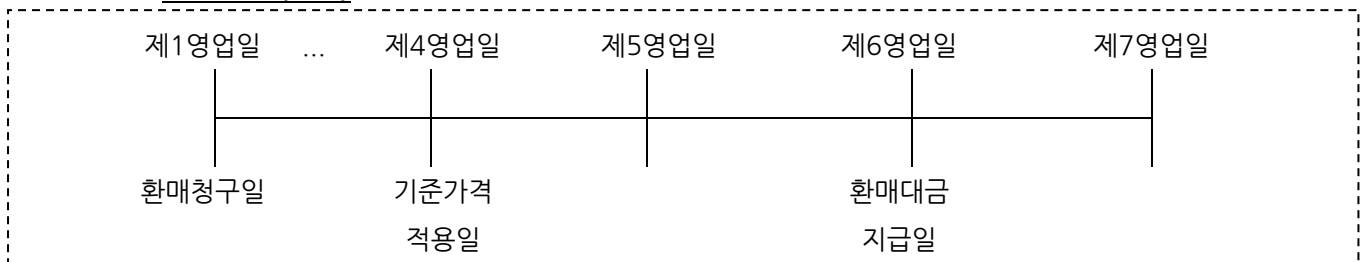 제1영업일 ... 제4영업일 제5영업일 제6영업일 제7영업일
환매청구일 기준가격 환매대금
적용일 지급일